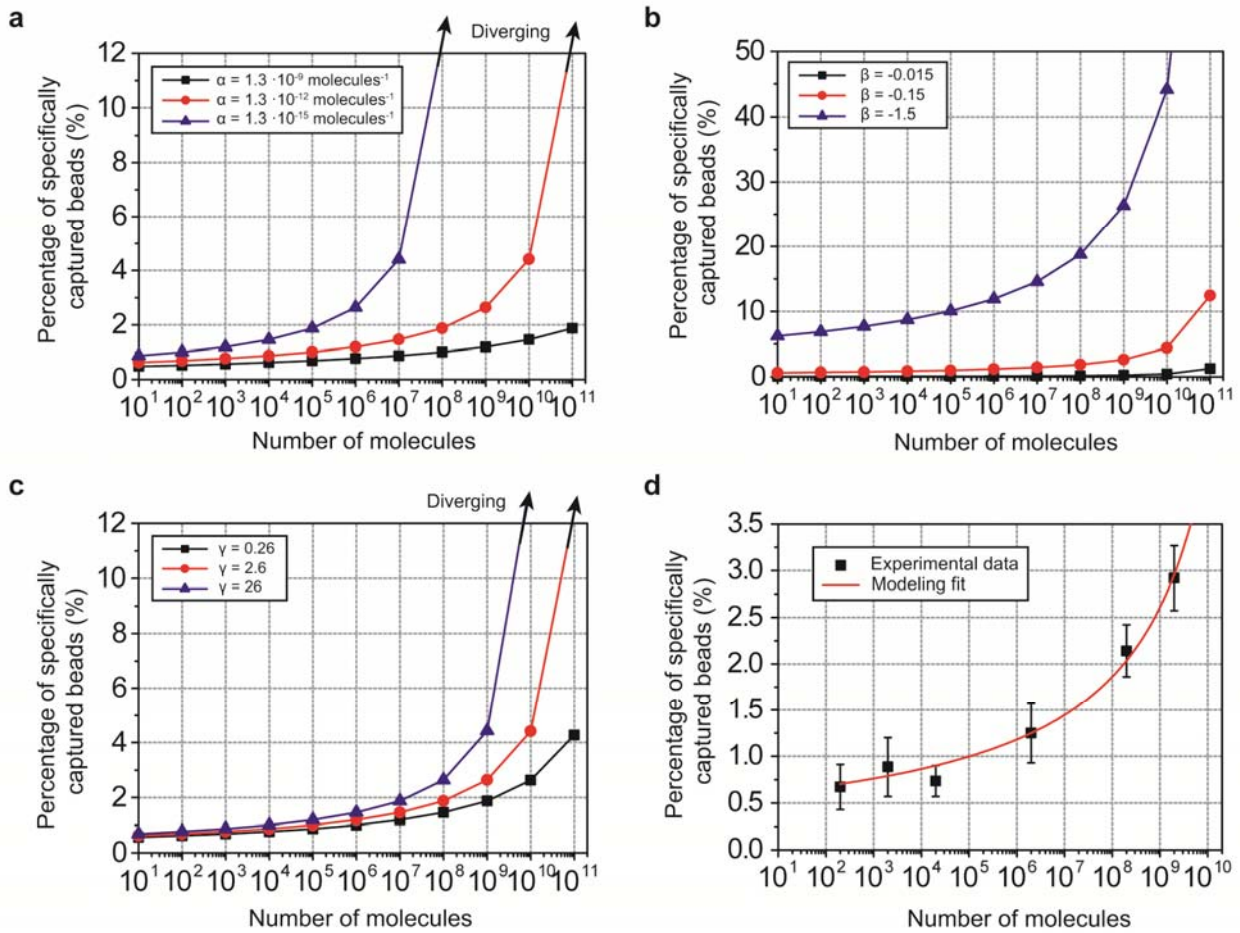 a
Diverging
12
10
8
6
4
2
0
α = 1.3 ·10⁻⁹ molecules⁻¹
α = 1.3 ·10⁻¹² molecules⁻¹
α = 1.3 ·10⁻¹⁵ molecules⁻¹
Percentage of specifically
captured beads (%)
10¹ 10² 10³ 10⁴ 10⁵ 10⁶ 10⁷ 10⁸ 10⁹ 10¹⁰ 10¹¹
Number of molecules
b
50
40
30
20
10
0
β = -0.015
β = -0.15
β = -1.5
Percentage of specifically
captured beads (%)
10¹ 10² 10³ 10⁴ 10⁵ 10⁶ 10⁷ 10⁸ 10⁹ 10¹⁰ 10¹¹
Number of molecules
c
Diverging
12
10
8
6
4
2
0
γ = 0.26
γ = 2.6
γ = 26
Percentage of specifically
captured beads (%)
10¹ 10² 10³ 10⁴ 10⁵ 10⁶ 10⁷ 10⁸ 10⁹ 10¹⁰ 10¹¹
Number of molecules
d
3.5
3.0
2.5
2.0
1.5
1.0
0.5
0.0
Experimental data
Modeling fit
Percentage of specifically
captured beads (%)
10¹ 10² 10³ 10⁴ 10⁵ 10⁶ 10⁷ 10⁸ 10⁹ 10¹⁰
Number of molecules